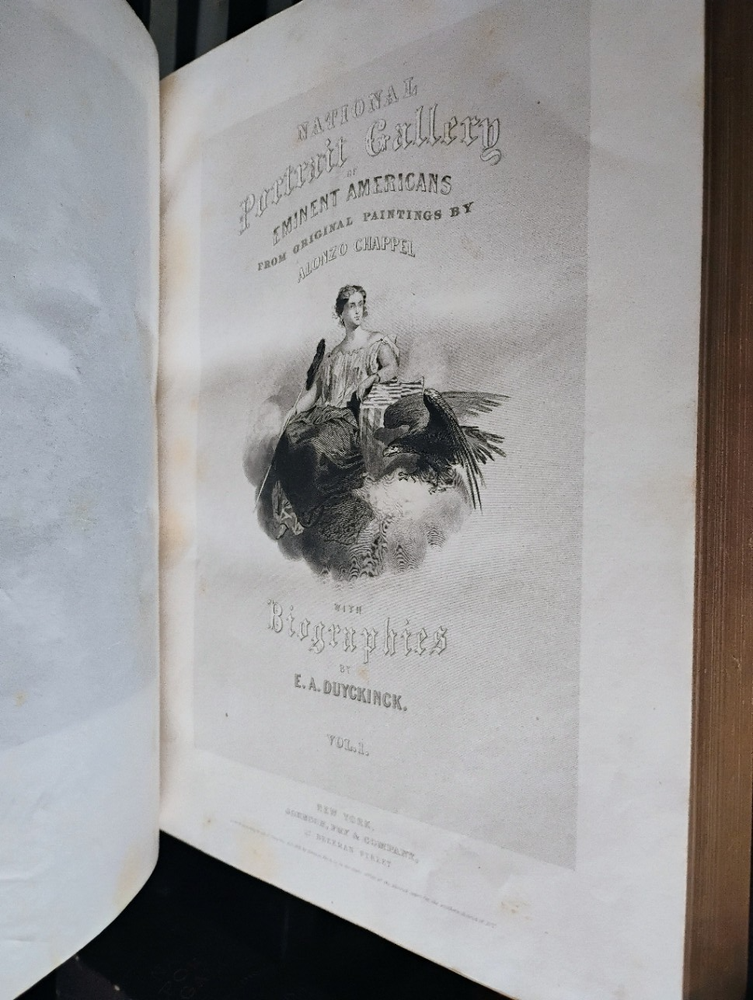 NATIONAL
Portrait Gallery
OF
EMINENT AMERICANS
FROM ORIGINAL PAINTINGS BY
ALONZO CHAPPEL
WITH
Biographies
BY
E. A. DUYCKINCK.
VOL. I.
NEW YORK,
JOHNSON, FRY & COMPANY,
BEEKMAN STREET